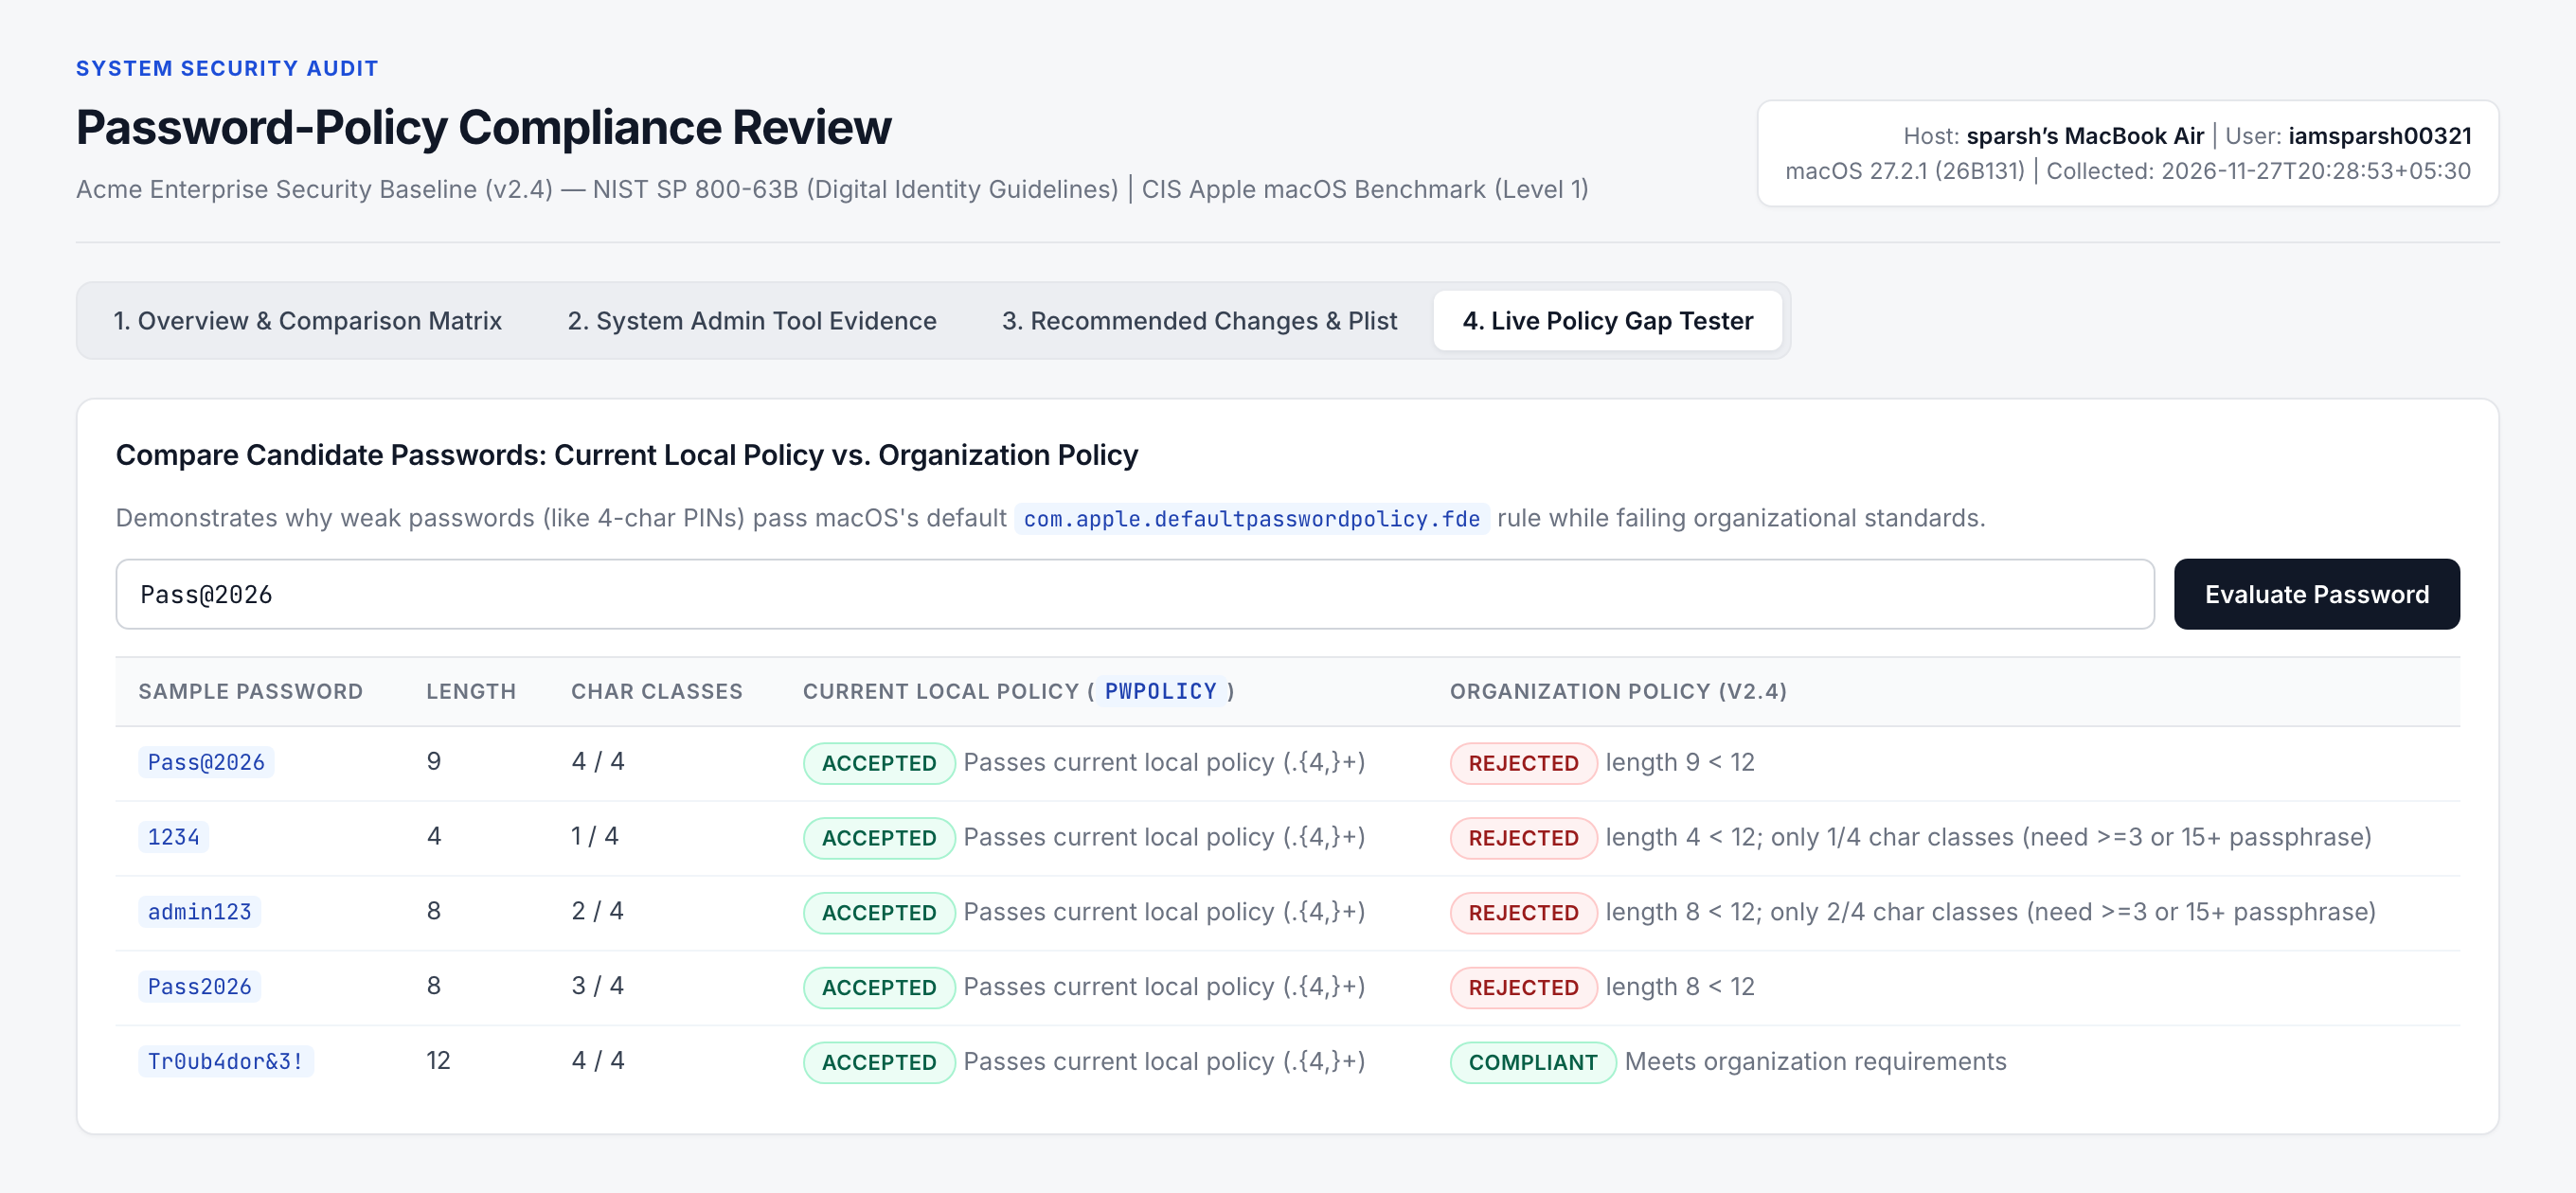 SYSTEM SECURITY AUDIT
Password-Policy Compliance Review
Acme Enterprise Security Baseline (v2.4) — NIST SP 800-63B (Digital Identity Guidelines) | CIS Apple macOS Benchmark (Level 1)
Host: sparsh’s MacBook Air | User: iamsparsh00321
macOS 27.2.1 (26B131) | Collected: 2026-11-27T20:28:53+05:30
1. Overview & Comparison Matrix 2. System Admin Tool Evidence 3. Recommended Changes & Plist 4. Live Policy Gap Tester
Compare Candidate Passwords: Current Local Policy vs. Organization Policy
Demonstrates why weak passwords (like 4-char PINs) pass macOS's default com.apple.defaultpasswordpolicy.fde rule while failing organizational standards.
Pass@2026 Evaluate Password
SAMPLE PASSWORD LENGTH CHAR CLASSES CURRENT LOCAL POLICY (PWPOLICY) ORGANIZATION POLICY (V2.4)
Pass@2026 9 4 / 4 ACCEPTED Passes current local policy (.{4,}+) REJECTED length 9 < 12
1234 4 1 / 4 ACCEPTED Passes current local policy (.{4,}+) REJECTED length 4 < 12; only 1/4 char classes (need >=3 or 15+ passphrase)
admin123 8 2 / 4 ACCEPTED Passes current local policy (.{4,}+) REJECTED length 8 < 12; only 2/4 char classes (need >=3 or 15+ passphrase)
Pass2026 8 3 / 4 ACCEPTED Passes current local policy (.{4,}+) REJECTED length 8 < 12
Tr0ub4dor&3! 12 4 / 4 ACCEPTED Passes current local policy (.{4,}+) COMPLIANT Meets organization requirements